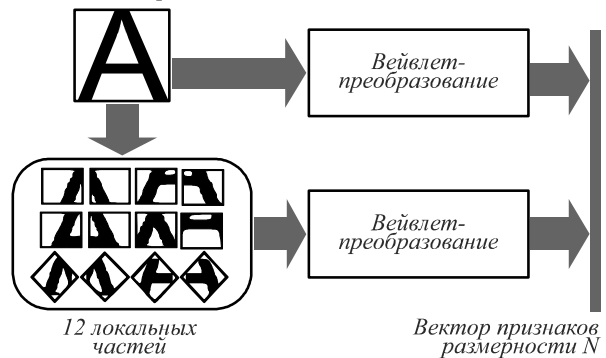 А
Вейвлет-
преобразование
Вейвлет-
преобразование
12 локальных
частей
Вектор признаков
размерности N